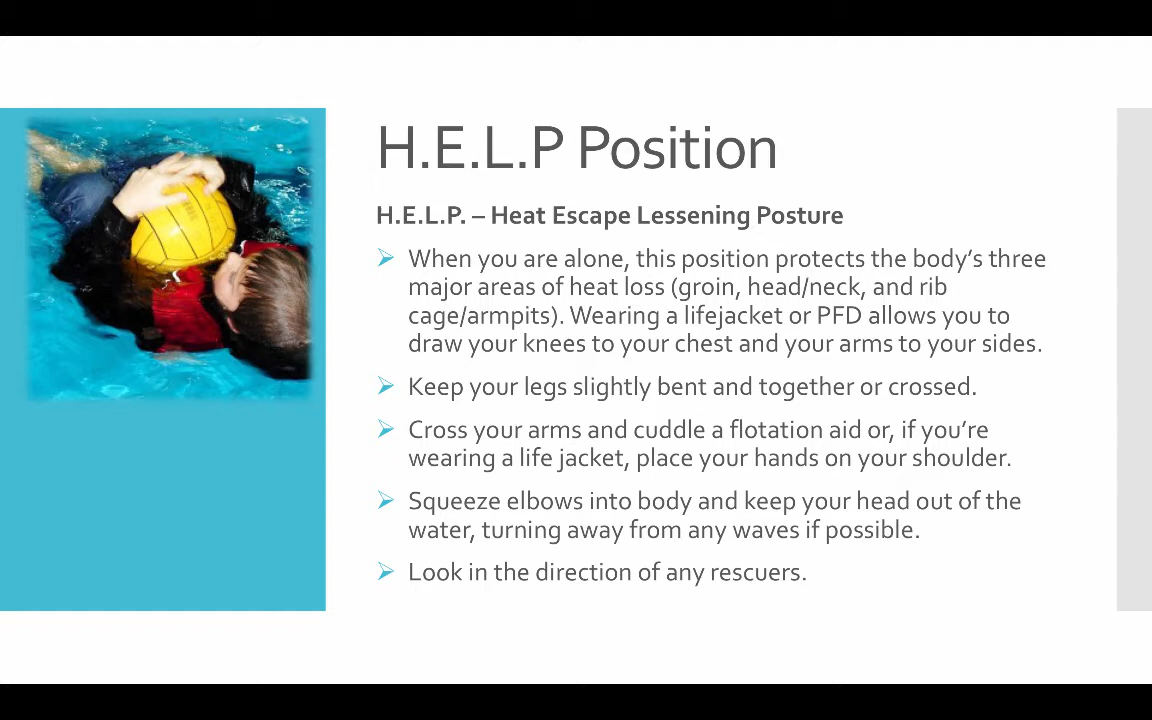 H.E.L.P Position
H.E.L.P. – Heat Escape Lessening Posture
When you are alone, this position protects the body's three
major areas of heat loss (groin, head/neck, and rib
cage/armpits). Wearing a lifejacket or PFD allows you to
draw your knees to your chest and your arms to your sides.
Keep your legs slightly bent and together or crossed.
Cross your arms and cuddle a flotation aid or, if you're
wearing a life jacket, place your hands on your shoulder.
Squeeze elbows into body and keep your head out of the
water, turning away from any waves if possible.
Look in the direction of any rescuers.